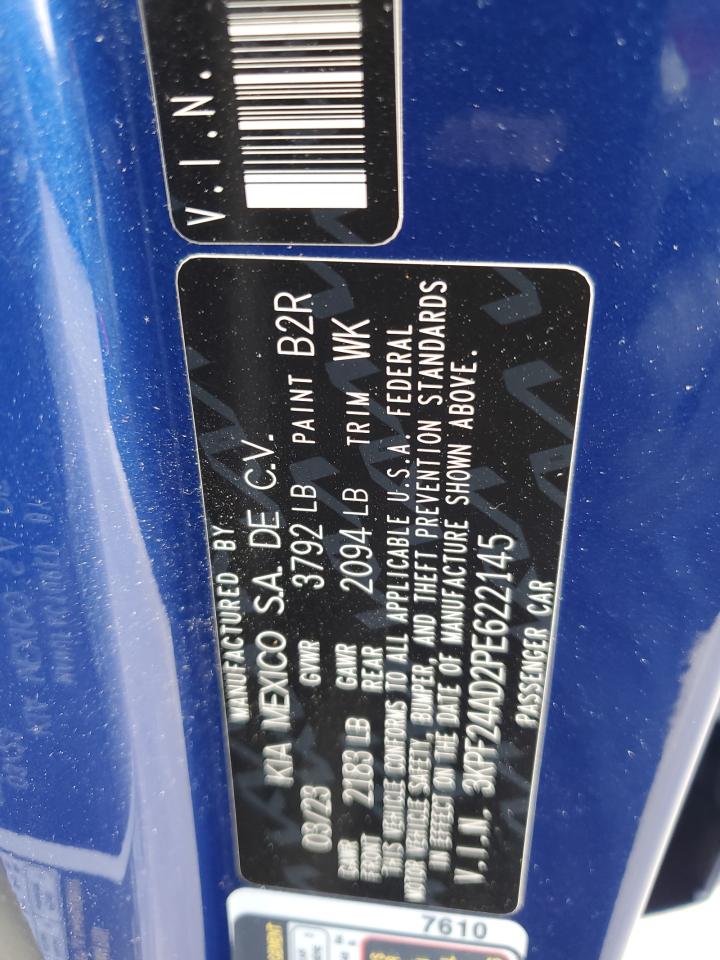 V.I.N.
MANUFACTURED BY
KIA MEXICO S.A. DE C.V.
03/23 GVWR 3792 LB PAINT B2R
GAWR FRONT 2183 LB GAWR REAR 2094 LB TRIM WK
THIS VEHICLE CONFORMS TO ALL APPLICABLE U.S.A. FEDERAL
MOTOR VEHICLE SAFETY, BUMPER, AND THEFT PREVENTION STANDARDS
IN EFFECT ON THE DATE OF MANUFACTURE SHOWN ABOVE.
V.I.N. 3KPF24AD2PE622145
PASSENGER CAR
7610